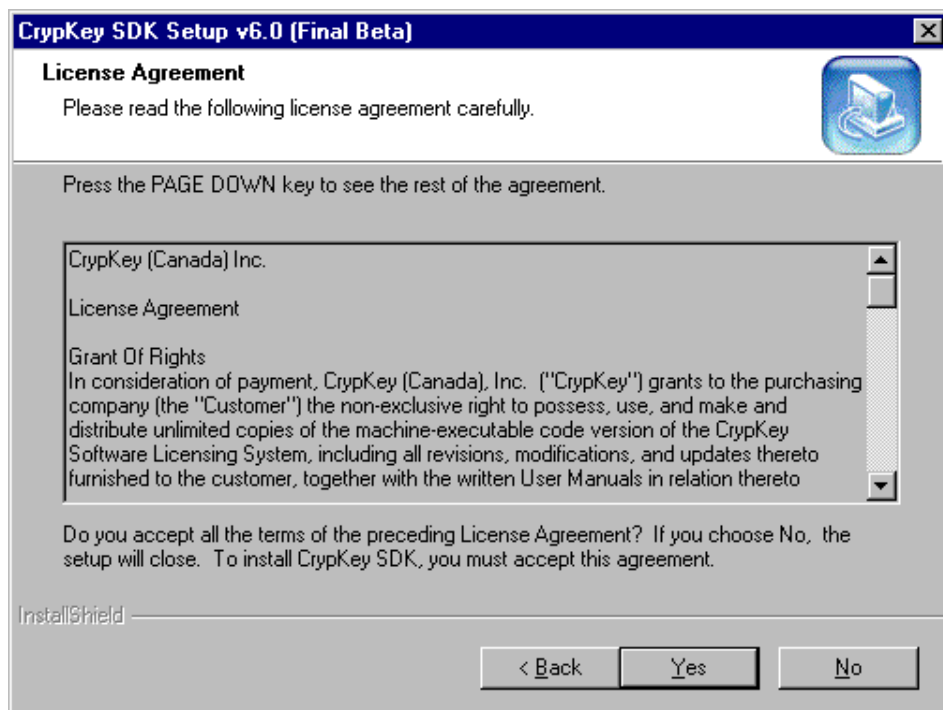 CrypKey SDK Setup v6.0 (Final Beta)
License Agreement
Please read the following license agreement carefully.
Press the PAGE DOWN key to see the rest of the agreement.
CrypKey (Canada) Inc.
License Agreement
Grant Of Rights
In consideration of payment, CrypKey (Canada), Inc.  ("CrypKey") grants to the purchasing
company (the "Customer") the non-exclusive right to possess, use, and make and
distribute unlimited copies of the machine-executable code version of the CrypKey
Software Licensing System, including all revisions, modifications, and updates thereto
furnished to the customer, together with the written User Manuals in relation thereto
Do you accept all the terms of the preceding License Agreement?  If you choose No,  the
setup will close.  To install CrypKey SDK, you must accept this agreement.
InstallShield
< Back
Yes
No